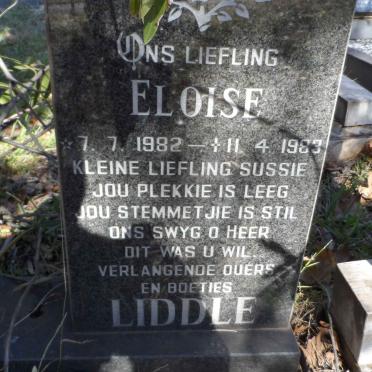 Ons Liefling
Eloise
* 7. 7. 1982 — † 11. 4. 1983
Kleine Liefling Sussie
Jou Plekkie is leeg
Jou Stemmetjie is stil
Ons swyg O Heer
Dit was U Wil
Verlangende Ouers
en Boeties
Liddle